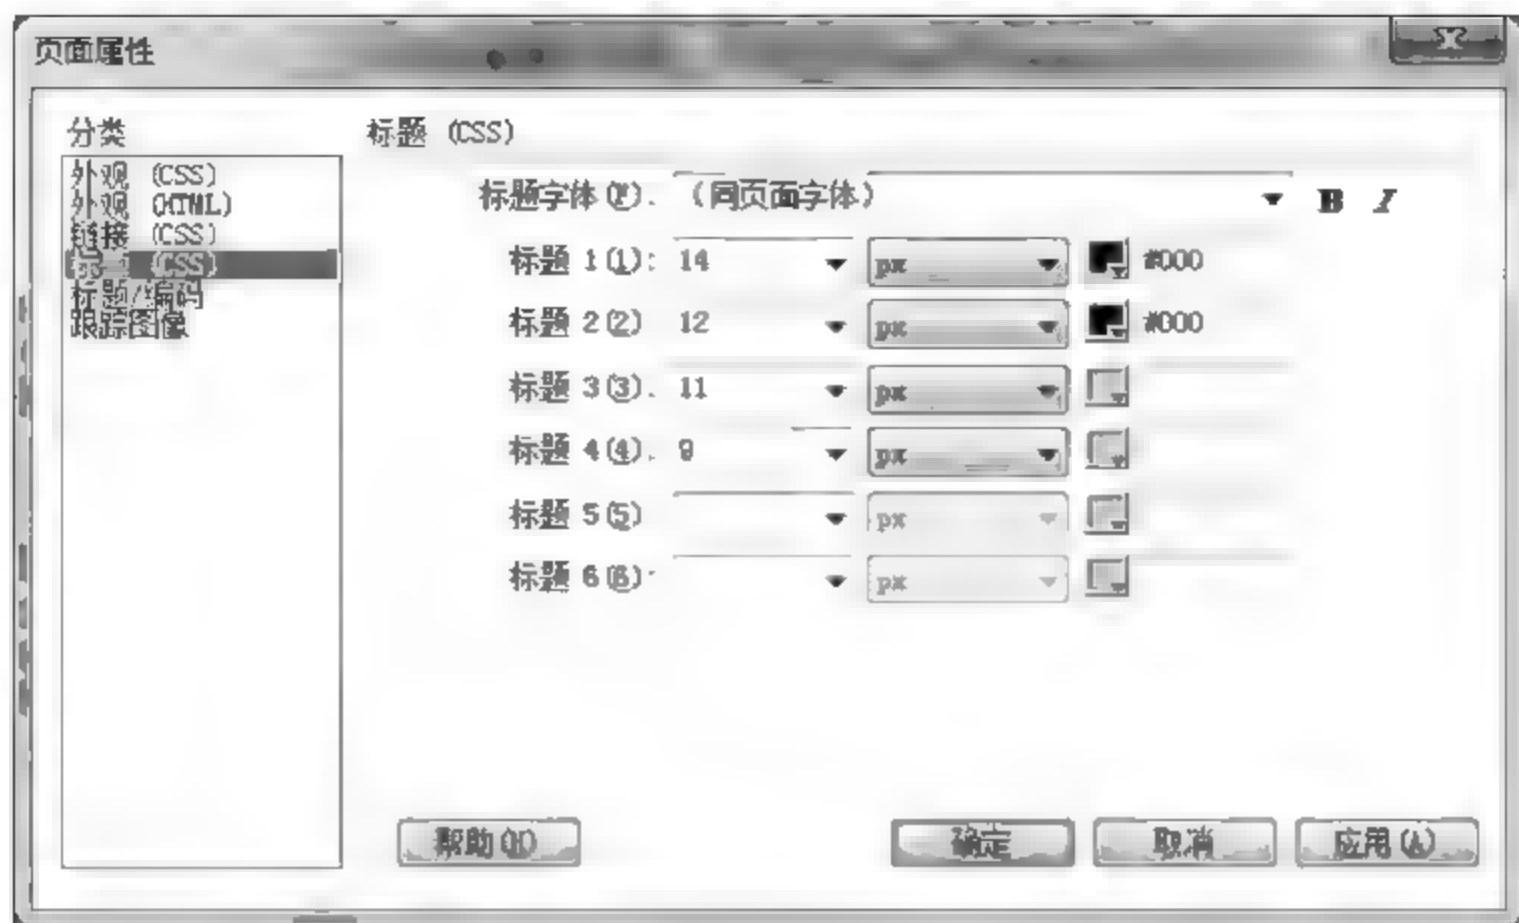 页面属性
分类
外观 (CSS)
外观 (HTML)
链接 (CSS)
标题 (CSS)
标题/编码
跟踪图像
标题 (CSS)
标题字体(F). (同页面字体) B I
标题 1(1): 14 px #000
标题 2(2) 12 px #000
标题 3(3). 11 px
标题 4(4). 9 px
标题 5(5) px
标题 6(6): px
帮助(H) 确定 取消 应用(A)